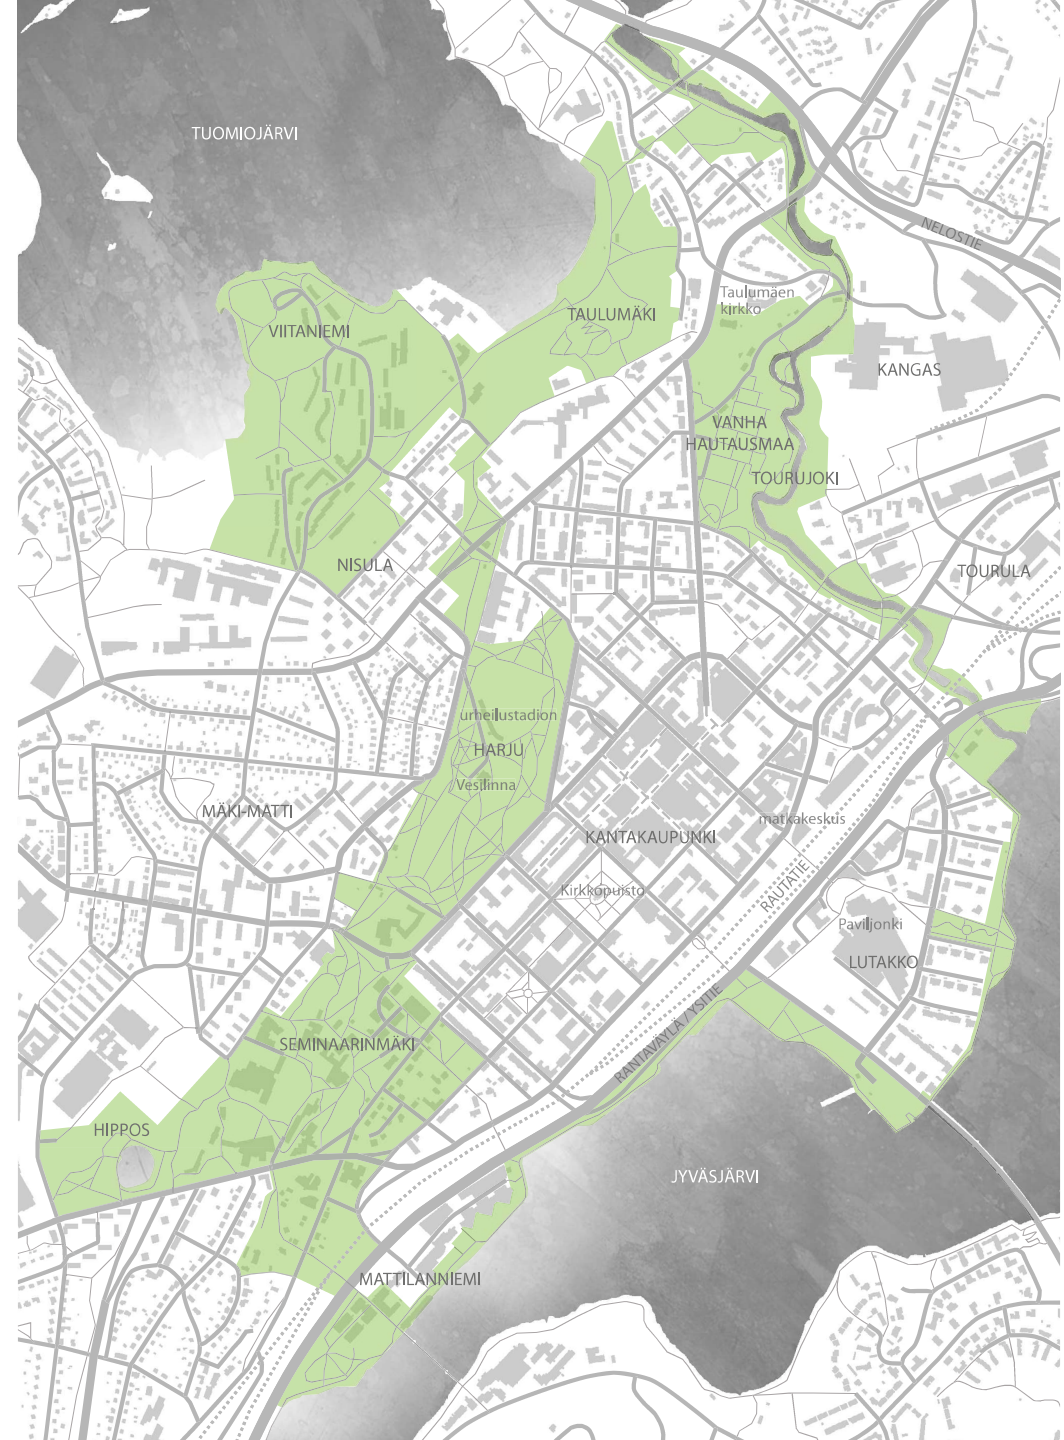 TUOMIOJÄRVI
NELOSTIE
Taulumäen
kirkko
TAULUMÄKI
VIITANIEMI
KANGAS
VANHA
HAUTAUSMAA
TOURUJOKI
NISULA
TOURULA
urheilustadion
HARJU
Vesilinna
MÄKI-MATTI
matkakeskus
KANTAKAUPUNKI
RAUTATIE
Kirkkopuisto
Paviljonki
LUTAKKO
RANTAVÄYLÄ / YSITIE
SEMINAARINMÄKI
HIPPOS
JYVÄSJÄRVI
MATTILANNIEMI